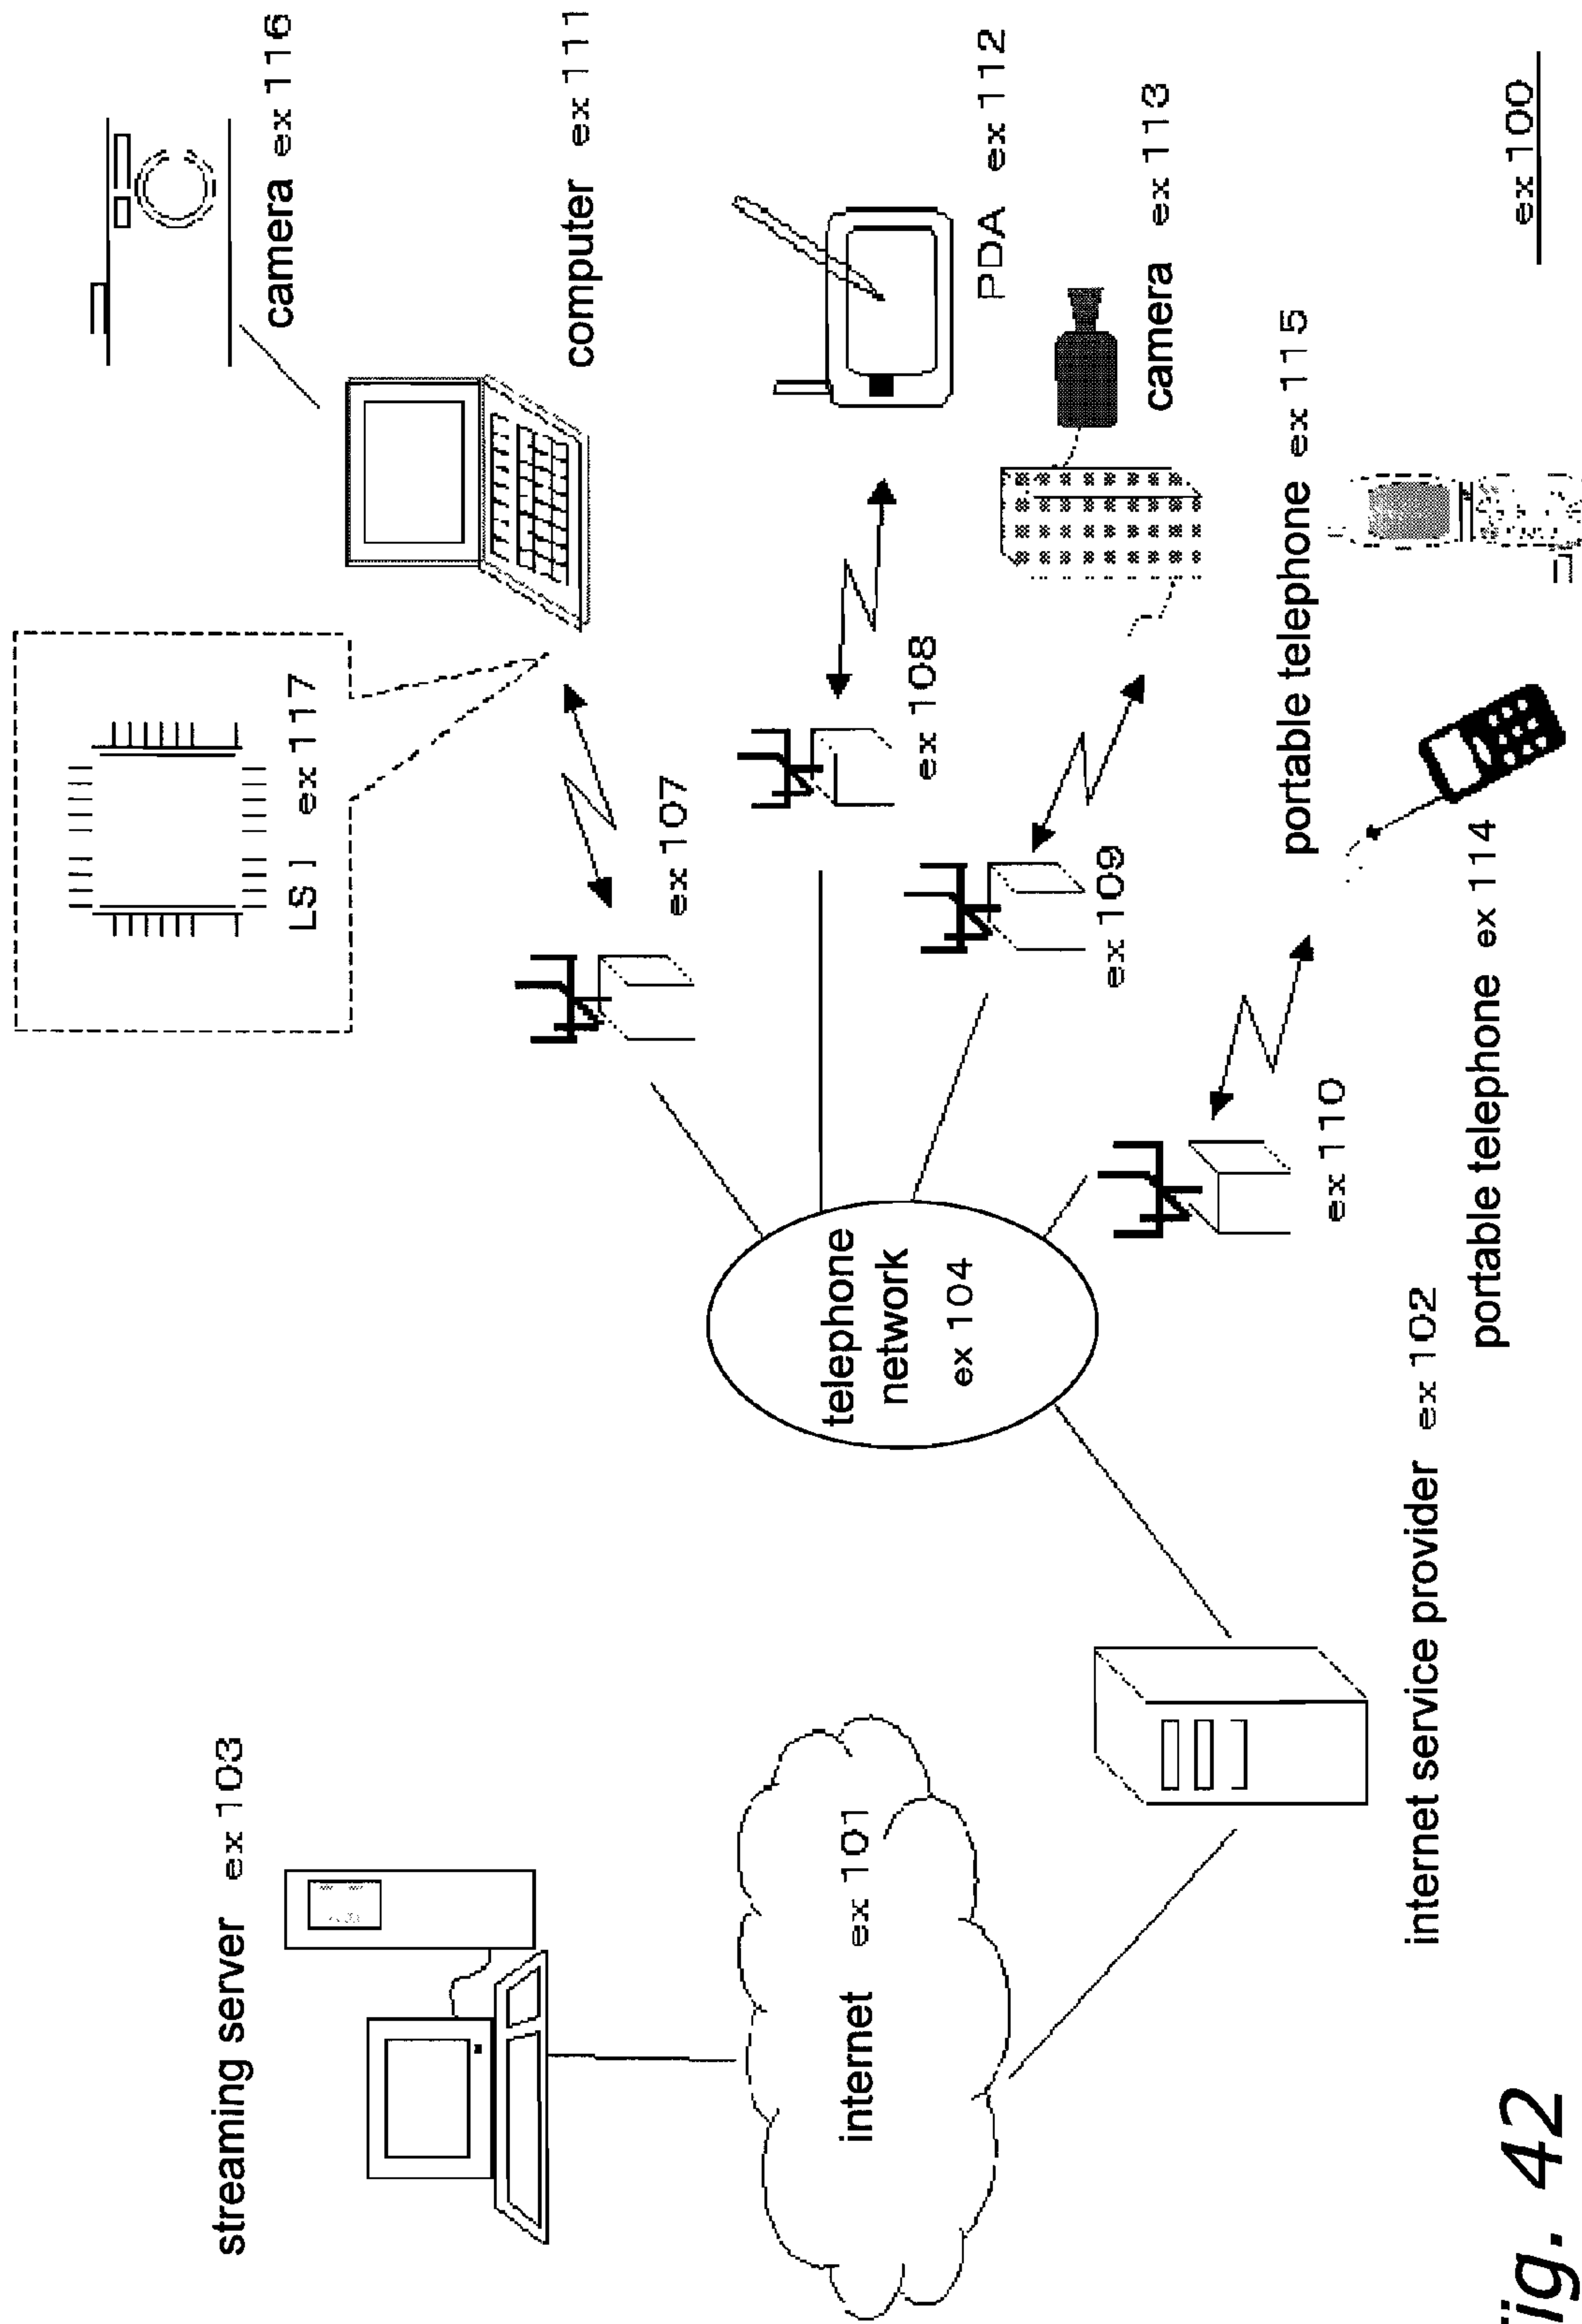 camera ex 116
LSI ex 117
streaming server ex 103
computer ex 111
ex 107
ex 108
PDA ex 112
telephone
network
ex 104
internet ex 101
ex 109
camera ex 113
portable telephone ex 115
ex 110
internet service provider ex 102
portable telephone ex 114
ex 100
ig. 42